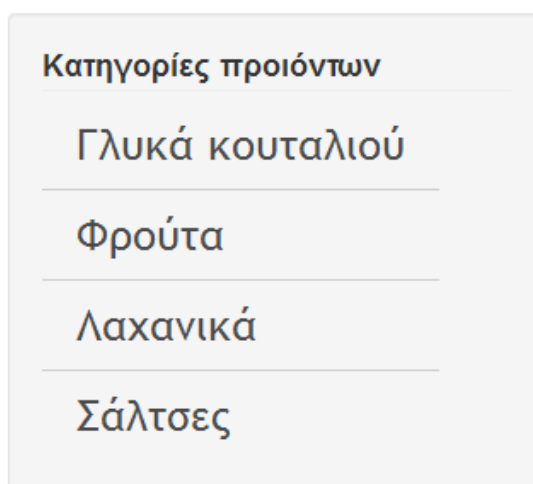 Κατηγορίες προιόντων
Γλυκά κουταλιού
Φρούτα
Λαχανικά
Σάλτσες